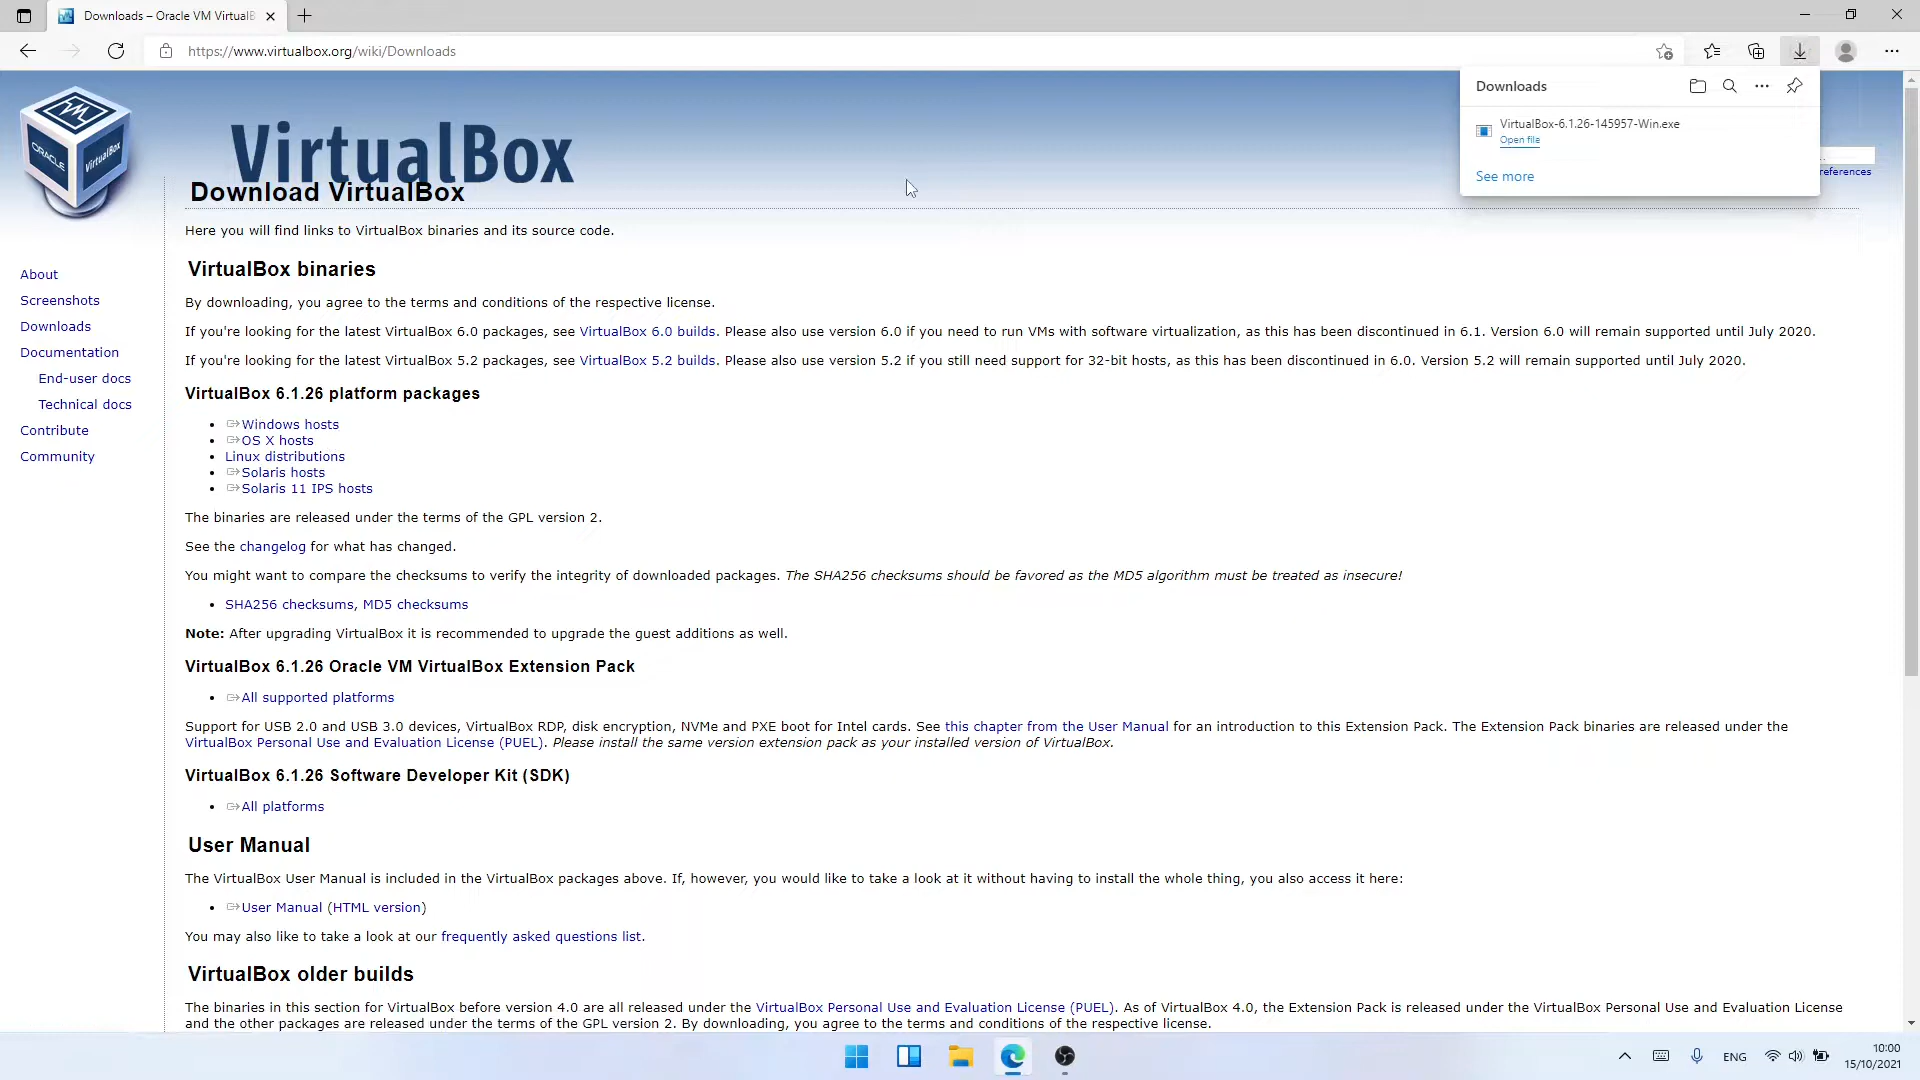 Downloads – Oracle VM VirtualB
https://www.virtualbox.org/wiki/Downloads
Downloads
VirtualBox-6.1.26-145957-Win.exe
Open file
See more
references
ORACLE
VirtualBox
VirtualBox
Download VirtualBox
Here you will find links to VirtualBox binaries and its source code.
About
Screenshots
Downloads
Documentation
End-user docs
Technical docs
Contribute
Community
VirtualBox binaries
By downloading, you agree to the terms and conditions of the respective license.
If you're looking for the latest VirtualBox 6.0 packages, see VirtualBox 6.0 builds. Please also use version 6.0 if you need to run VMs with software virtualization, as this has been discontinued in 6.1. Version 6.0 will remain supported until July 2020.
If you're looking for the latest VirtualBox 5.2 packages, see VirtualBox 5.2 builds. Please also use version 5.2 if you still need support for 32-bit hosts, as this has been discontinued in 6.0. Version 5.2 will remain supported until July 2020.
VirtualBox 6.1.26 platform packages
• Windows hosts
• OS X hosts
• Linux distributions
• Solaris hosts
• Solaris 11 IPS hosts
The binaries are released under the terms of the GPL version 2.
See the changelog for what has changed.
You might want to compare the checksums to verify the integrity of downloaded packages. The SHA256 checksums should be favored as the MD5 algorithm must be treated as insecure!
• SHA256 checksums, MD5 checksums
Note: After upgrading VirtualBox it is recommended to upgrade the guest additions as well.
VirtualBox 6.1.26 Oracle VM VirtualBox Extension Pack
• All supported platforms
Support for USB 2.0 and USB 3.0 devices, VirtualBox RDP, disk encryption, NVMe and PXE boot for Intel cards. See this chapter from the User Manual for an introduction to this Extension Pack. The Extension Pack binaries are released under the
VirtualBox Personal Use and Evaluation License (PUEL). Please install the same version extension pack as your installed version of VirtualBox.
VirtualBox 6.1.26 Software Developer Kit (SDK)
• All platforms
User Manual
The VirtualBox User Manual is included in the VirtualBox packages above. If, however, you would like to take a look at it without having to install the whole thing, you also access it here:
• User Manual (HTML version)
You may also like to take a look at our frequently asked questions list.
VirtualBox older builds
The binaries in this section for VirtualBox before version 4.0 are all released under the VirtualBox Personal Use and Evaluation License (PUEL). As of VirtualBox 4.0, the Extension Pack is released under the VirtualBox Personal Use and Evaluation License
and the other packages are released under the terms of the GPL version 2. By downloading, you agree to the terms and conditions of the respective license.
ENG
10:00
15/10/2021